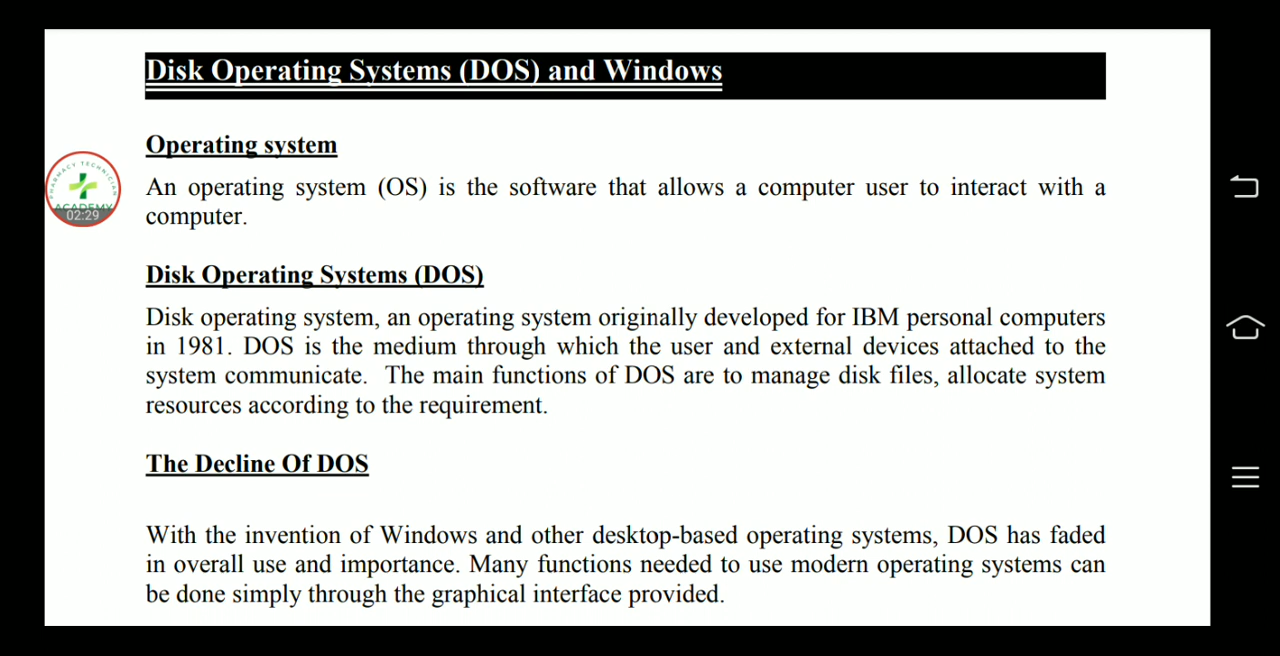 Disk Operating Systems (DOS) and Windows
Operating system
An operating system (OS) is the software that allows a computer user to interact with a
computer.
PHARMACY TECHNICIAN
ACADEMY
02:29
Disk Operating Systems (DOS)
Disk operating system, an operating system originally developed for IBM personal computers
in 1981. DOS is the medium through which the user and external devices attached to the
system communicate. The main functions of DOS are to manage disk files, allocate system
resources according to the requirement.
The Decline Of DOS
With the invention of Windows and other desktop-based operating systems, DOS has faded
in overall use and importance. Many functions needed to use modern operating systems can
be done simply through the graphical interface provided.